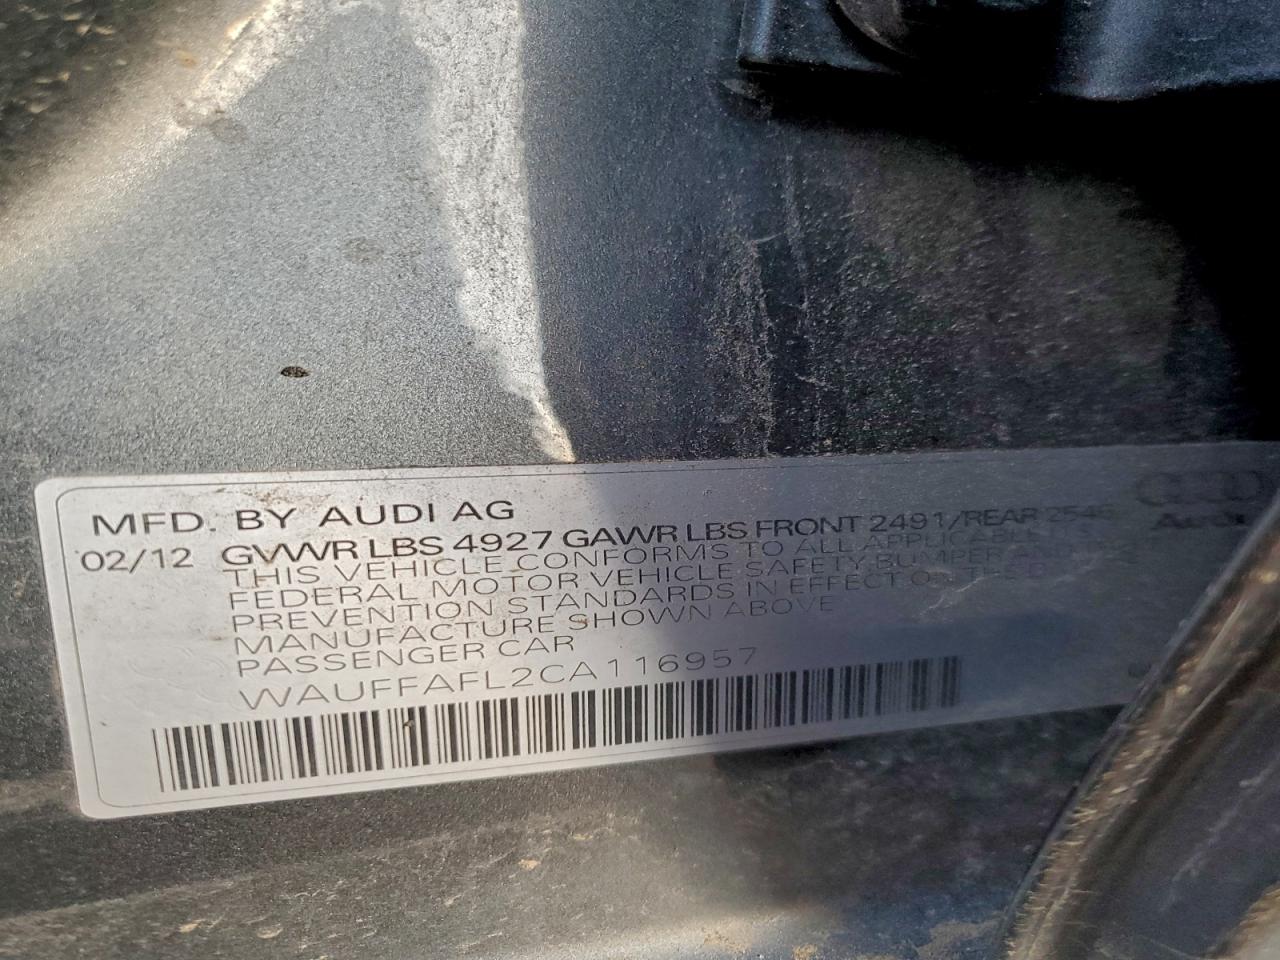 MFD. BY AUDI AG
02/12 GVWR LBS 4927 GAWR LBS FRONT 2491/REAR
THIS VEHICLE CONFORMS TO ALL APPLICABLE
FEDERAL MOTOR VEHICLE SAFETY, BUMPER AND
PREVENTION STANDARDS IN EFFECT ON THE
MANUFACTURE SHOWN ABOVE
PASSENGER CAR
WAUFFAFL2CA116957
Audi